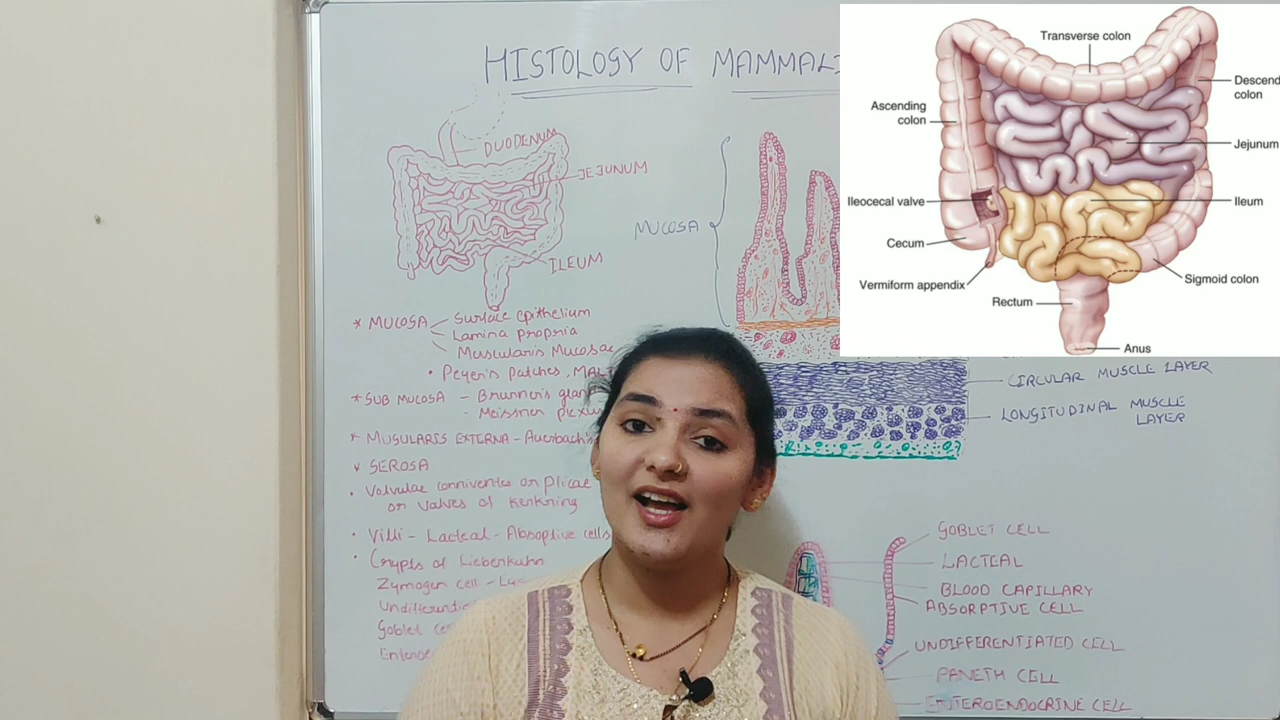 HISTOLOGY OF MAMMALI
DUODENUM
JEJUNUM
ILEUM
MUCOSA
* MUCOSA
Surface epithelium
Lamina propria
Muscularis Mucosae
• Peyer's patches, MAL
* SUB MUCOSA - Brunner's glan
- Meissner plexus
* MUSULARIS EXTERNA - Auerbach's
SEROSA
• Valvulae conniventes or Plicae
or Valves of Kerkring
• Villi - Lacteal - Absoptive cells
• Crypts of Lieberkuhn
Zymogen cell -
Undifferentia
Goblet ce
Entero
CIRCULAR MUSCLE LAYER
LONGITUDINAL MUSCLE
LAYER
GOBLET CELL
LACTEAL
BLOOD CAPILLARY
ABSORPTIVE CELL
UNDIFFERENTIATED CELL
PANETH CELL
ENTEROENDOCRINE CELL
Transverse colon
Ascending
colon
Descend
colon
Jejunum
Ileocecal valve
Ileum
Cecum
Vermiform appendix
Sigmoid colon
Rectum
Anus